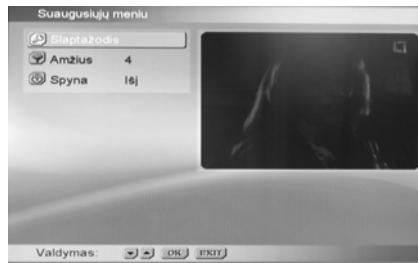 Suaugusiųjų meniu
Slaptažodis
Amžius 4
Spyna Išj
Valdymas: OK EXIT